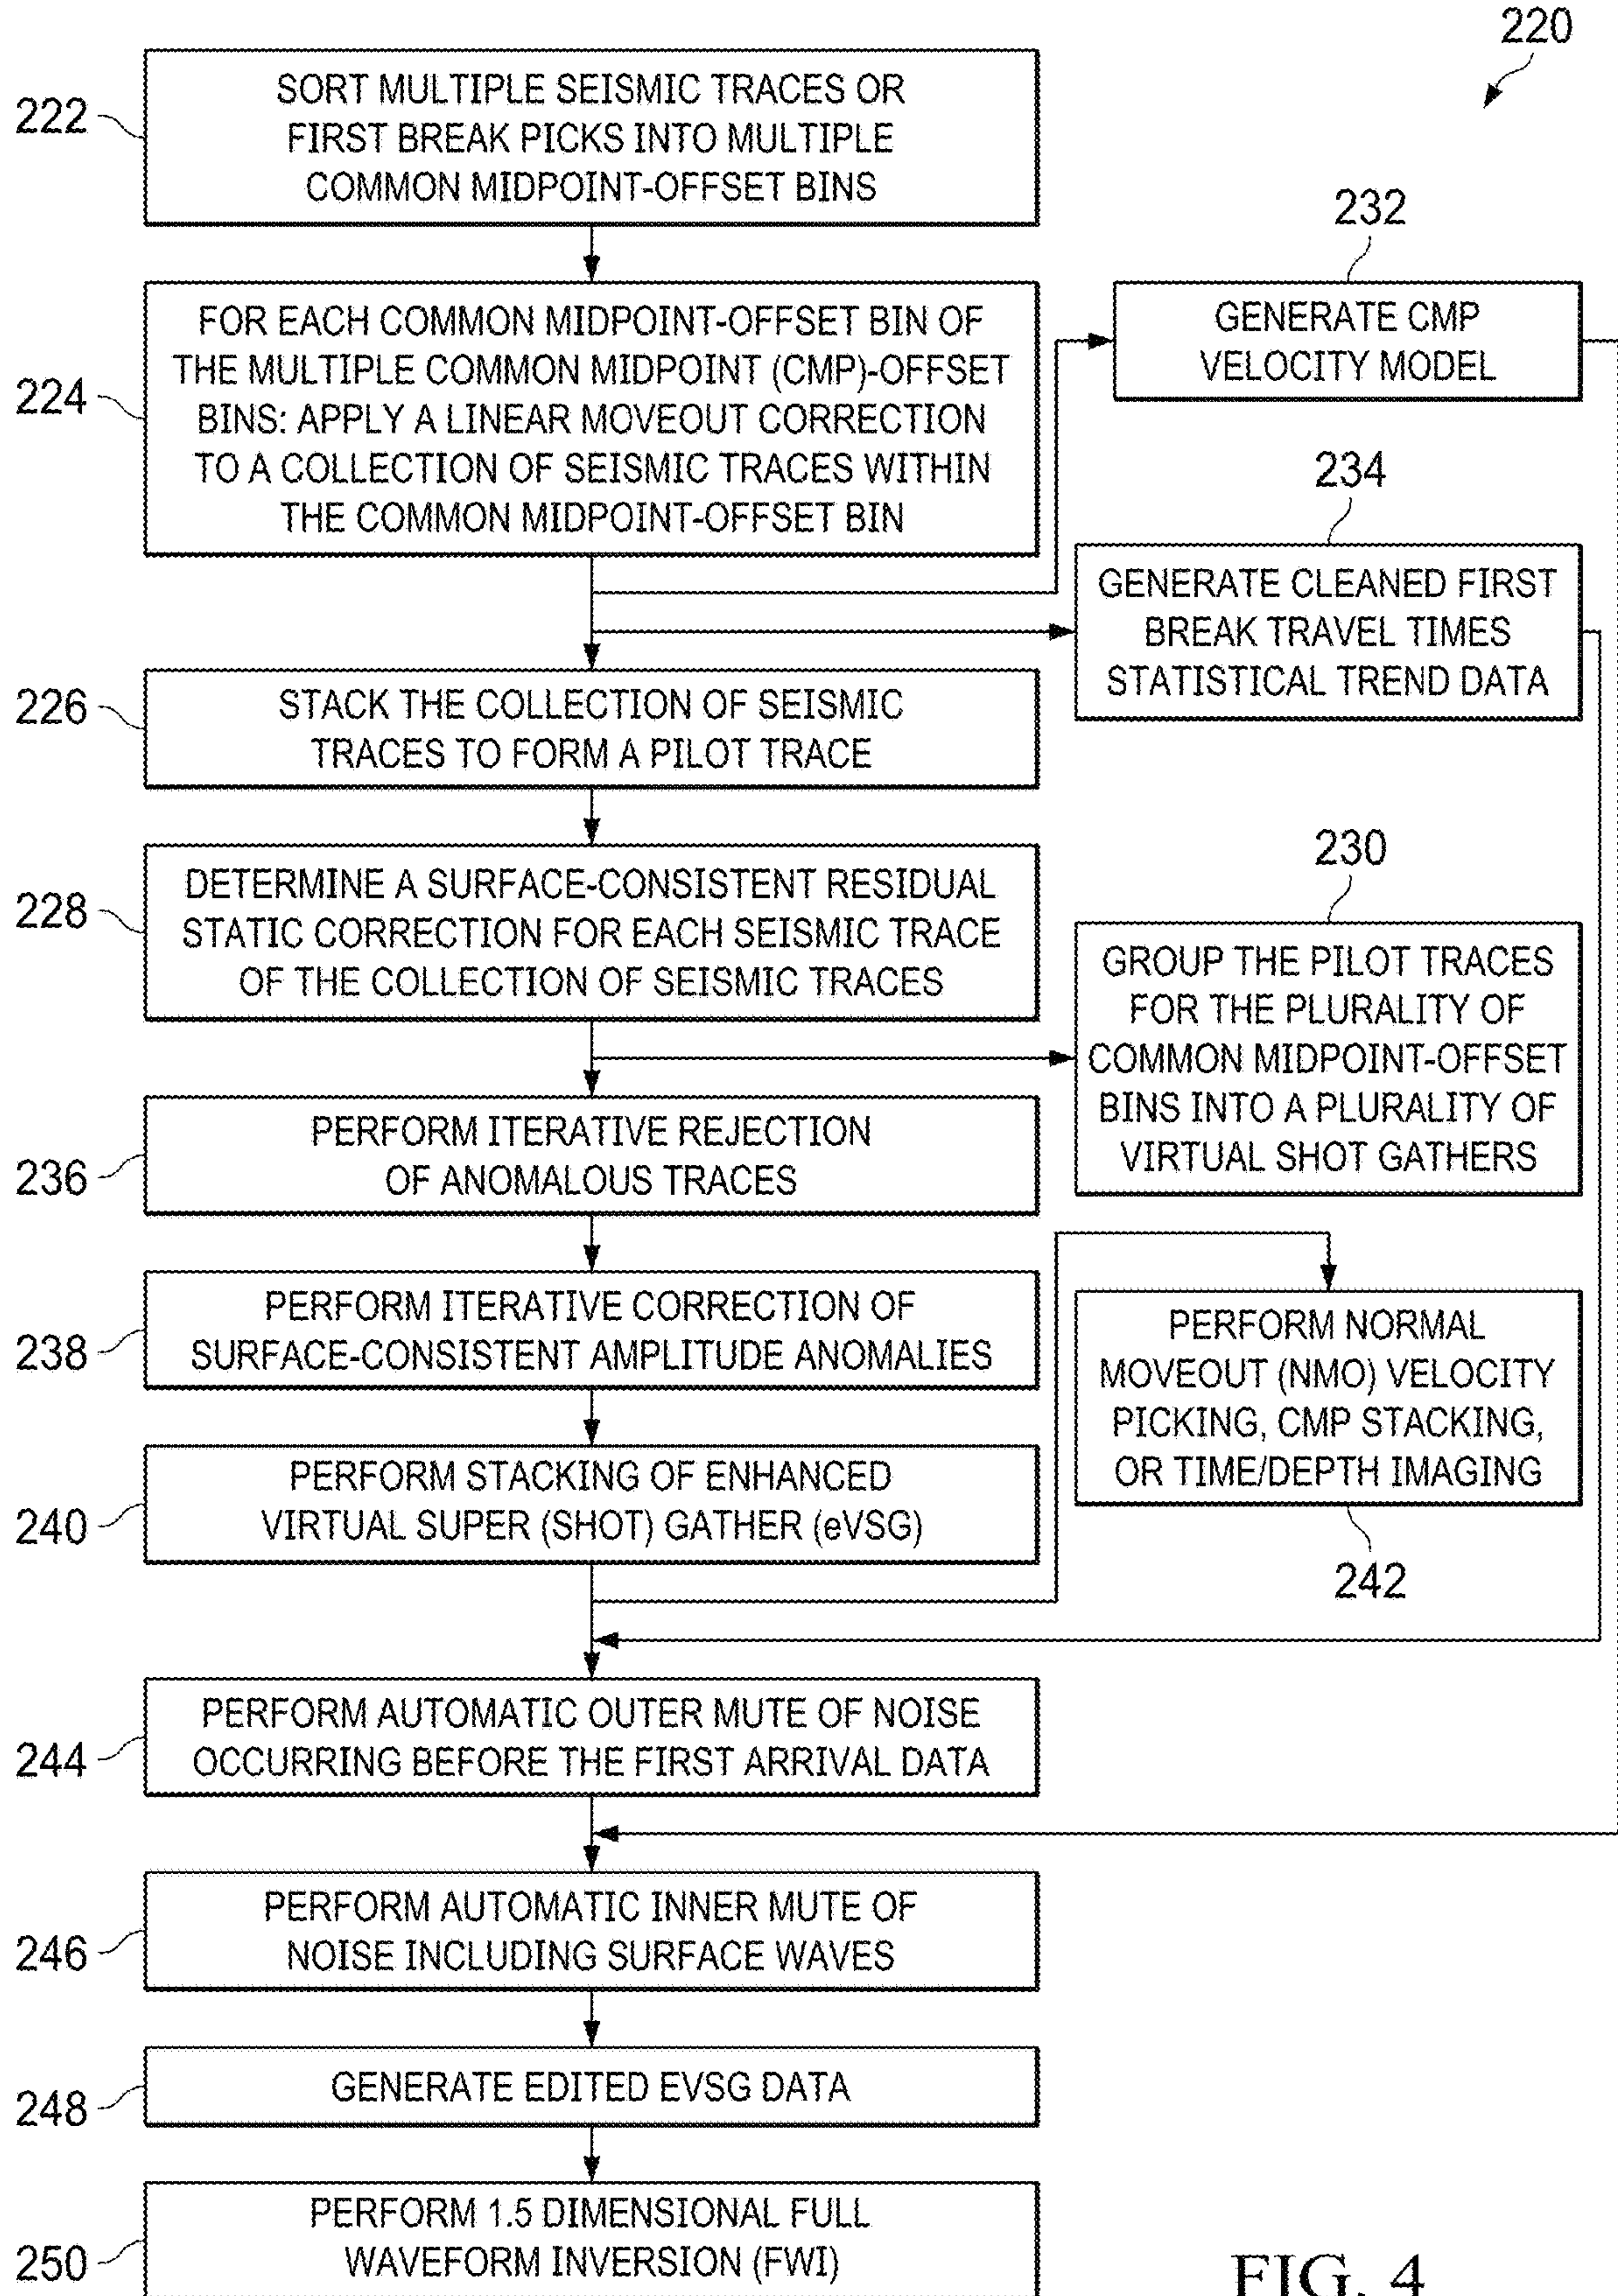 220
222
SORT MULTIPLE SEISMIC TRACES OR
FIRST BREAK PICKS INTO MULTIPLE
COMMON MIDPOINT-OFFSET BINS
224
FOR EACH COMMON MIDPOINT-OFFSET BIN OF
THE MULTIPLE COMMON MIDPOINT (CMP)-OFFSET
BINS: APPLY A LINEAR MOVEOUT CORRECTION
TO A COLLECTION OF SEISMIC TRACES WITHIN
THE COMMON MIDPOINT-OFFSET BIN
232
GENERATE CMP
VELOCITY MODEL
234
GENERATE CLEANED FIRST
BREAK TRAVEL TIMES
STATISTICAL TREND DATA
226
STACK THE COLLECTION OF SEISMIC
TRACES TO FORM A PILOT TRACE
228
DETERMINE A SURFACE-CONSISTENT RESIDUAL
STATIC CORRECTION FOR EACH SEISMIC TRACE
OF THE COLLECTION OF SEISMIC TRACES
230
GROUP THE PILOT TRACES
FOR THE PLURALITY OF
COMMON MIDPOINT-OFFSET
BINS INTO A PLURALITY OF
VIRTUAL SHOT GATHERS
236
PERFORM ITERATIVE REJECTION
OF ANOMALOUS TRACES
238
PERFORM ITERATIVE CORRECTION OF
SURFACE-CONSISTENT AMPLITUDE ANOMALIES
240
PERFORM STACKING OF ENHANCED
VIRTUAL SUPER (SHOT) GATHER (eVSG)
PERFORM NORMAL
MOVEOUT (NMO) VELOCITY
PICKING, CMP STACKING,
OR TIME/DEPTH IMAGING
242
244
PERFORM AUTOMATIC OUTER MUTE OF NOISE
OCCURRING BEFORE THE FIRST ARRIVAL DATA
246
PERFORM AUTOMATIC INNER MUTE OF
NOISE INCLUDING SURFACE WAVES
248
GENERATE EDITED EVSG DATA
250
PERFORM 1.5 DIMENSIONAL FULL
WAVEFORM INVERSION (FWI)
FIG. 4